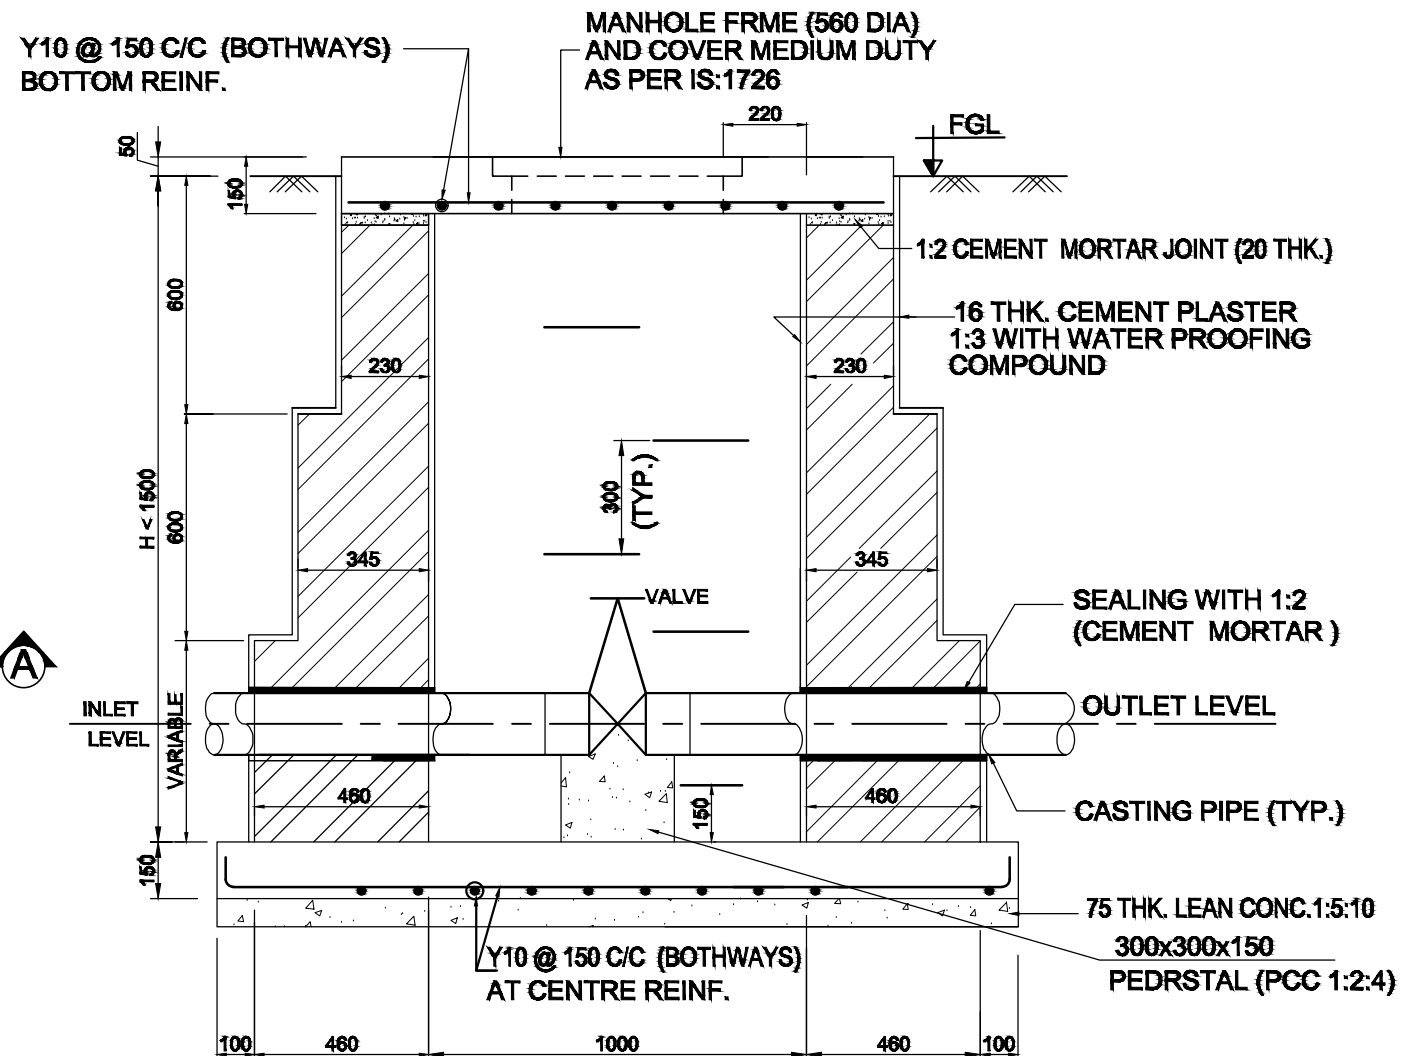 Y10 @ 150 C/C (BOTHWAYS)
BOTTOM REINF.
MANHOLE FRME (560 DIA)
AND COVER MEDIUM DUTY
AS PER IS:1726
220
FGL
50
150
1:2 CEMENT MORTAR JOINT (20 THK.)
600
16 THK. CEMENT PLASTER
1:3 WITH WATER PROOFING
COMPOUND
230
230
H < 1500
600
300
(TYP.)
345
345
VALVE
SEALING WITH 1:2
(CEMENT MORTAR )
A
INLET
LEVEL
VARIABLE
OUTLET LEVEL
460
460
150
CASTING PIPE (TYP.)
150
75 THK. LEAN CONC.1:5:10
300x300x150
PEDRSTAL (PCC 1:2:4)
Y10 @ 150 C/C (BOTHWAYS)
AT CENTRE REINF.
100
460
1000
460
100